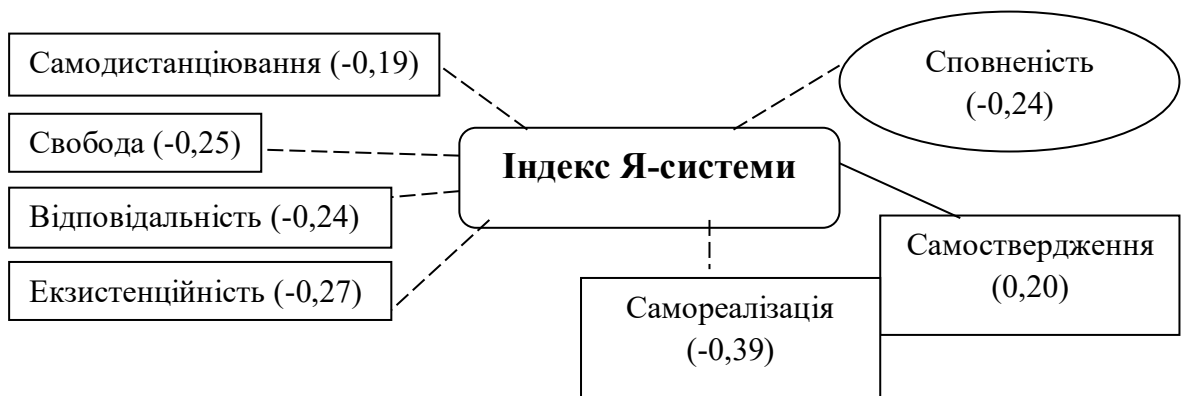 Самодистанціювання (-0,19)
Свобода (-0,25)
Відповідальність (-0,24)
Екзистенційність (-0,27)
Індекс Я-системи
Сповненість
(-0,24)
Самоствердження
(0,20)
Самореалізація
(-0,39)